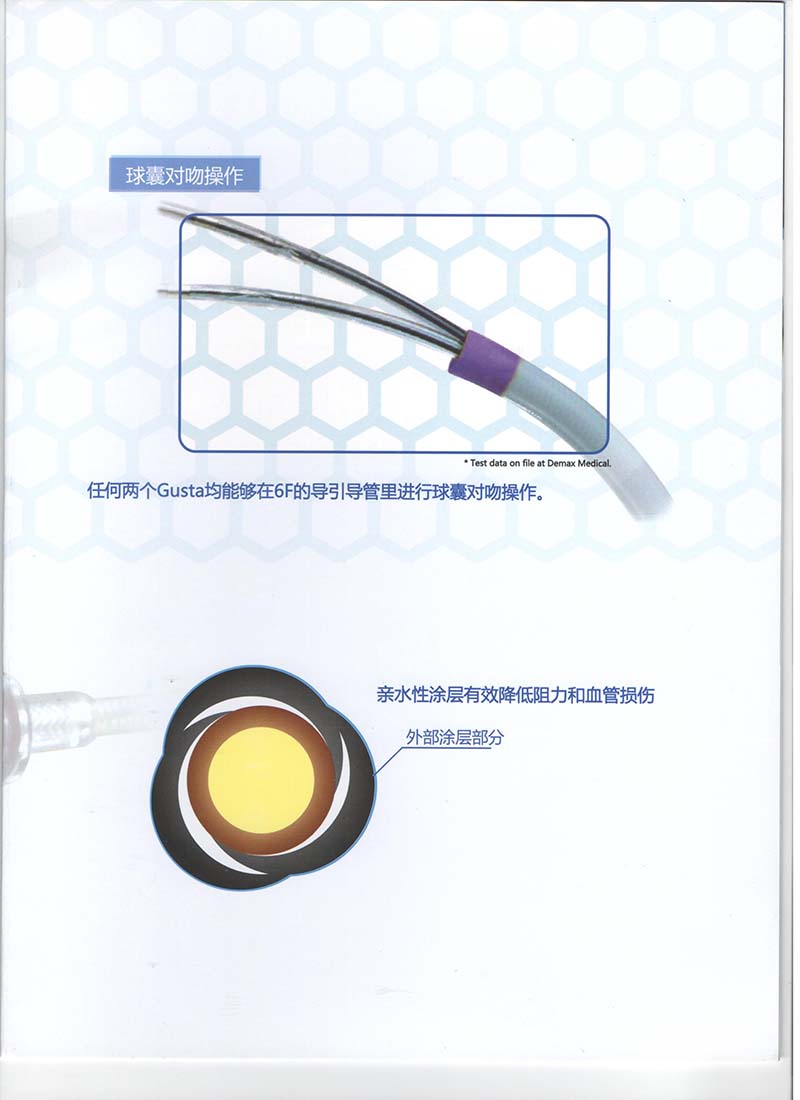 球囊对吻操作
* Test data on file at Demax Medical.
任何两个Gusta均能够在6F的导引导管里进行球囊对吻操作。
亲水性涂层有效降低阻力和血管损伤
外部涂层部分